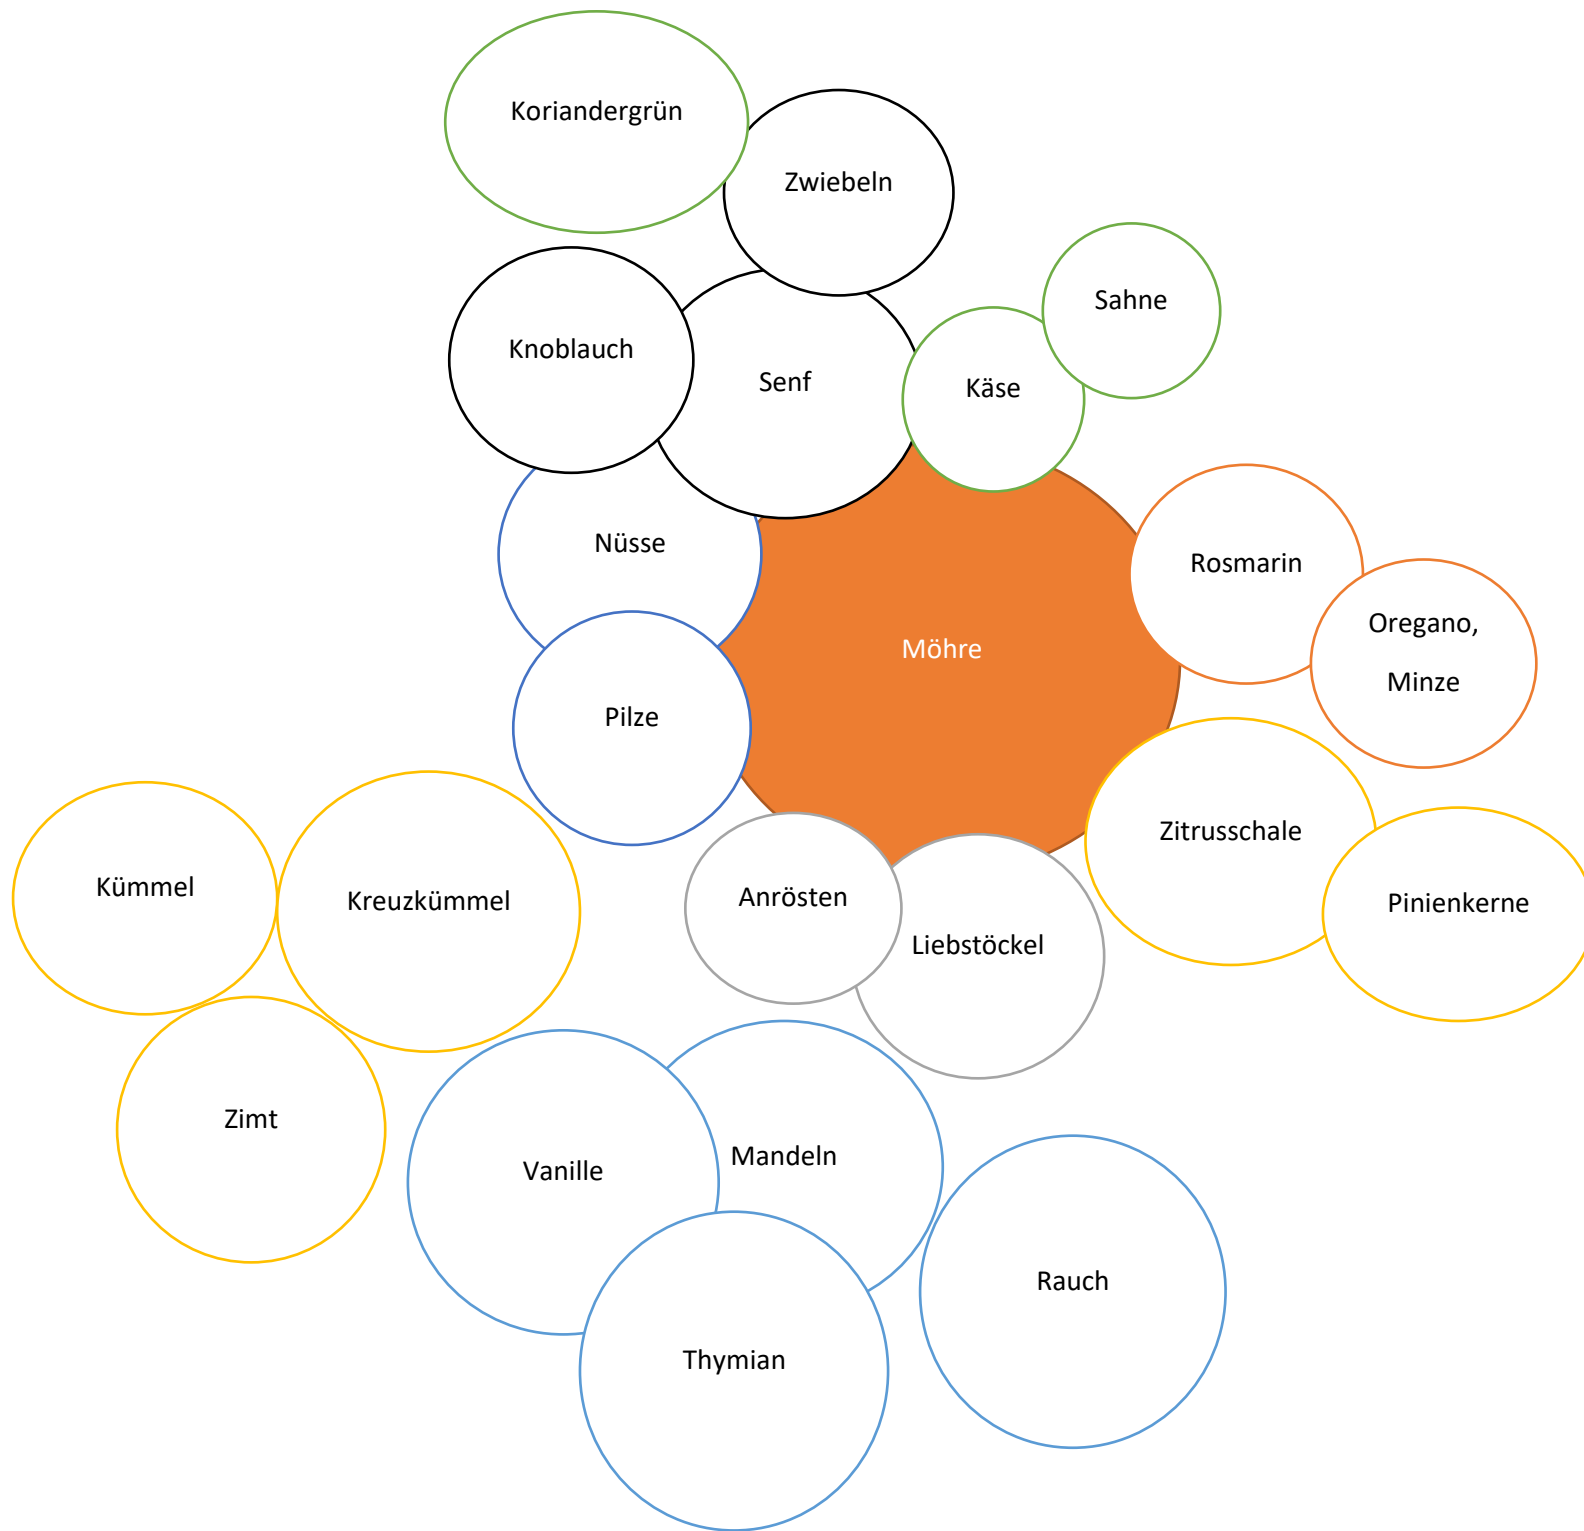 Koriandergrün
Zwiebeln
Sahne
Knoblauch
Senf
Käse
Nüsse
Rosmarin
Oregano,
Minze
Möhre
Pilze
Zitrusschale
Kümmel
Kreuzkümmel
Anrösten
Pinienkerne
Liebstöckel
Zimt
Vanille
Mandeln
Rauch
Thymian